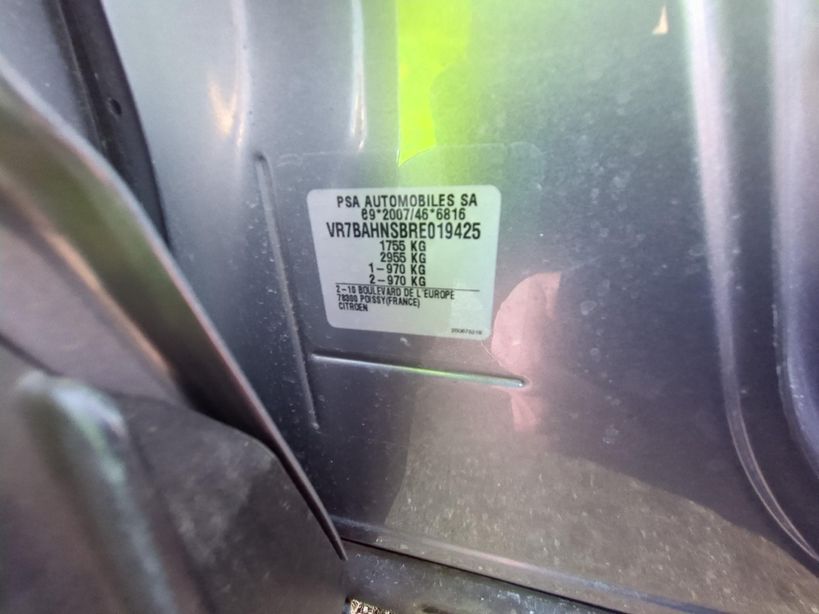 PSA AUTOMOBILES SA
e9*2007/46*6816
VR7BAHNSBRE019425
1755 KG
2955 KG
1-970 KG
2-970 KG
2-10 BOULEVARD DE L'EUROPE
78300 POISSY(FRANCE)
CITROEN